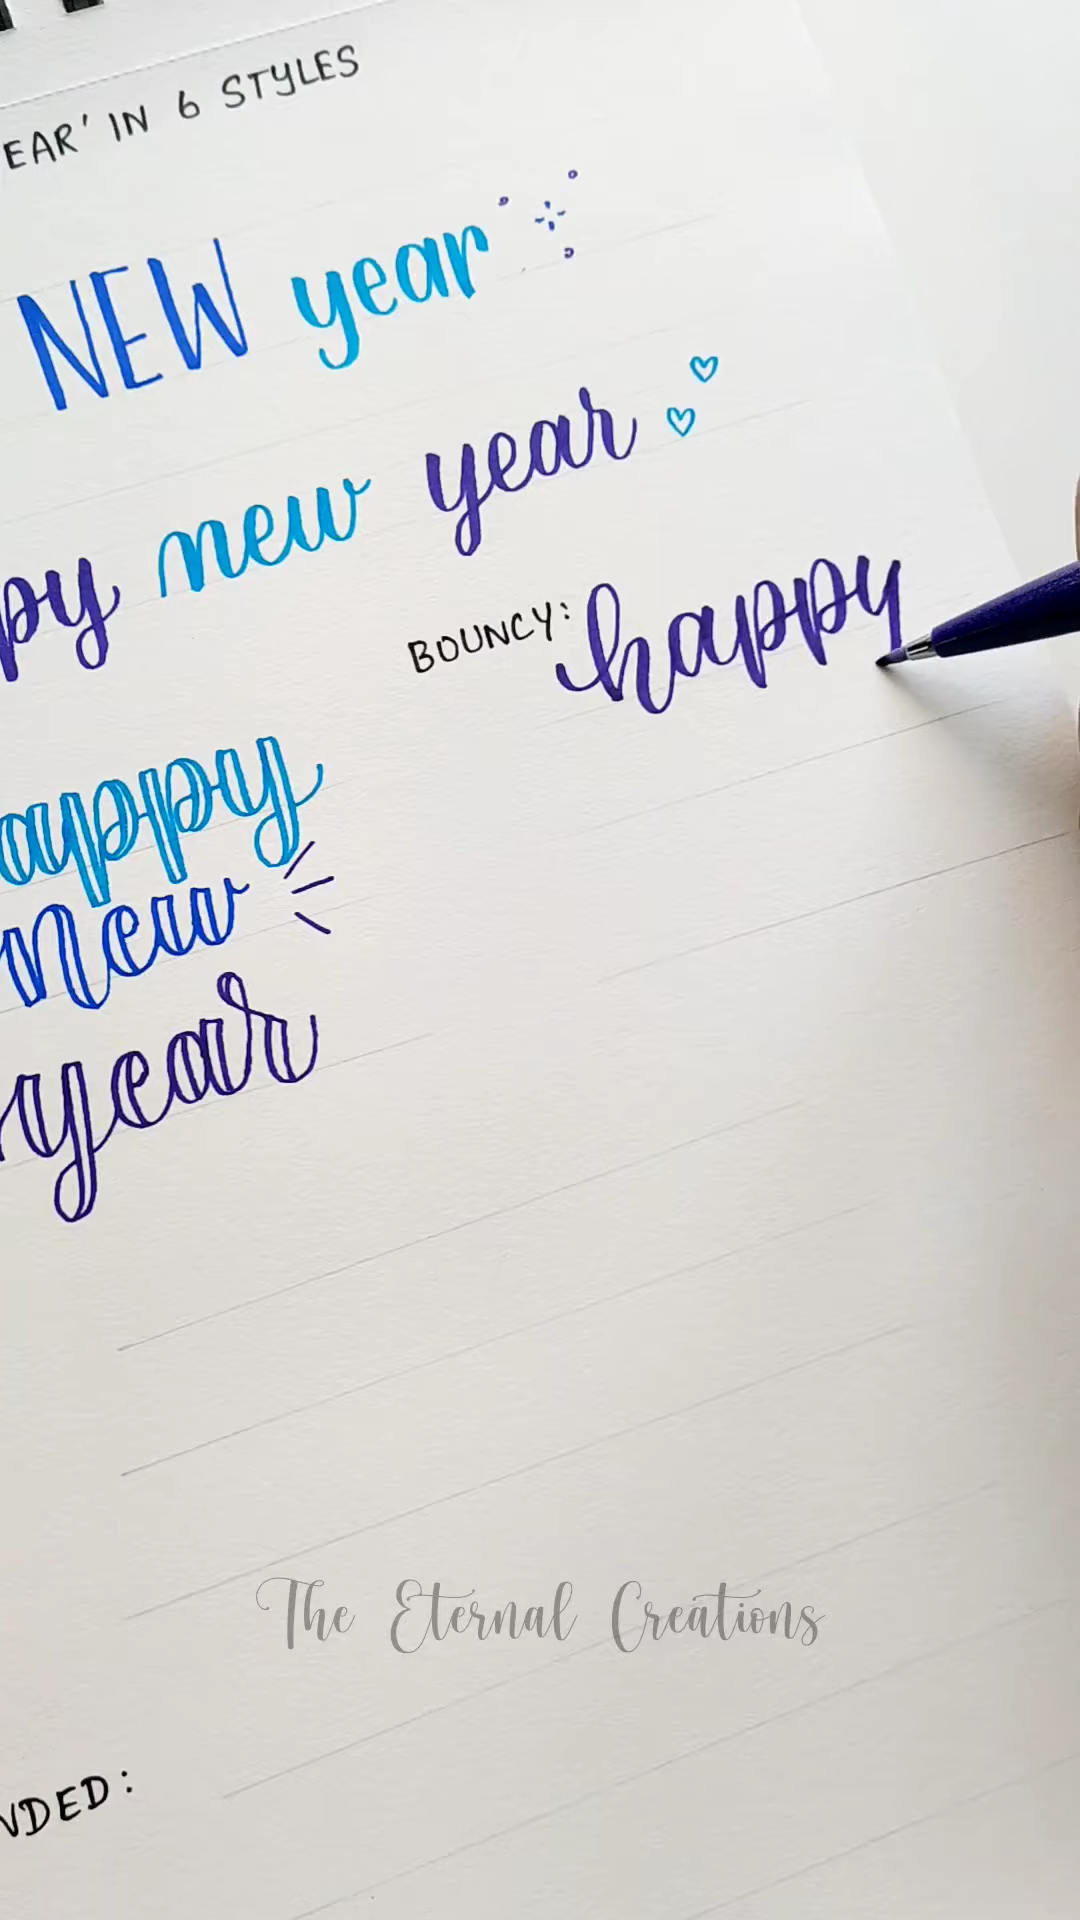 EAR' IN 6 STYLES
NEW year
py new year
BOUNCY: happy
appy
new
year
The Eternal Creations
NDED: